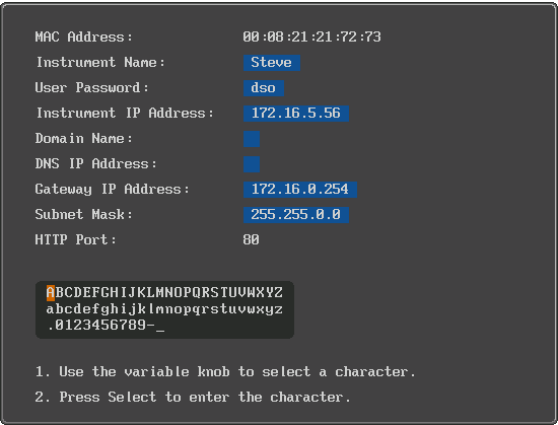 MAC Address: 00:08:21:21:72:73
Instrument Name: Steve
User Password: dso
Instrument IP Address: 172.16.5.56
Domain Name:
DNS IP Address:
Gateway IP Address: 172.16.0.254
Subnet Mask: 255.255.0.0
HTTP Port: 80
ABCDEFGHIJKLMNOPQRSTUVWXYZ
abcdefghijklmnopqrstuvwxyz
.0123456789-_
1. Use the variable knob to select a character.
2. Press Select to enter the character.